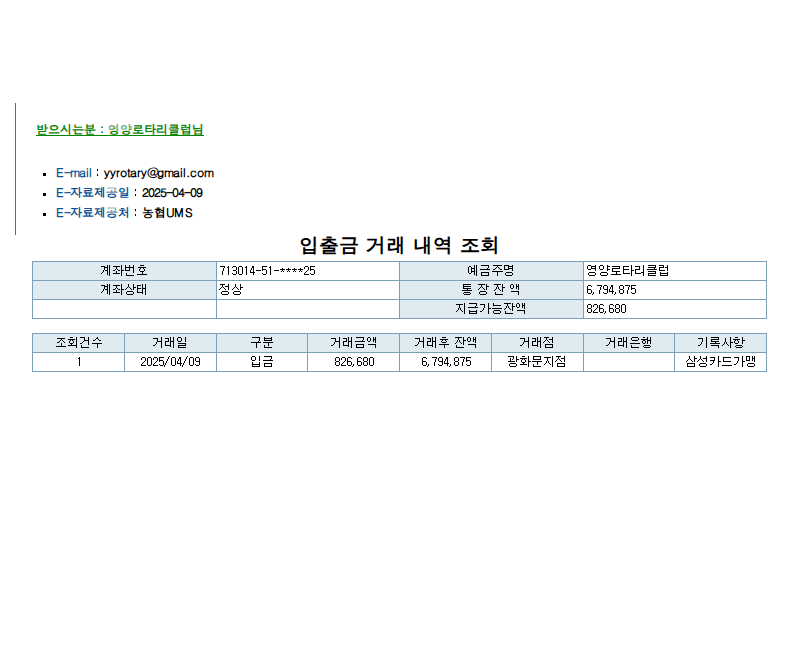 받으시는분 : 영양로타리클럽님
E-mail : yyrotary@gmail.com
E-자료제공일 : 2025-04-09
E-자료제공처 : 농협UMS
입출금 거래 내역 조회
계좌번호 713014-51-****25 예금주명 영양로타리클럽
계좌상태 정상 통 장 잔 액 6,794,875
지급가능잔액 826,680
조회건수 거래일 구분 거래금액 거래후 잔액 거래점 거래은행 기록사항
1 2025/04/09 입금 826,680 6,794,875 광화문지점 삼성카드가맹